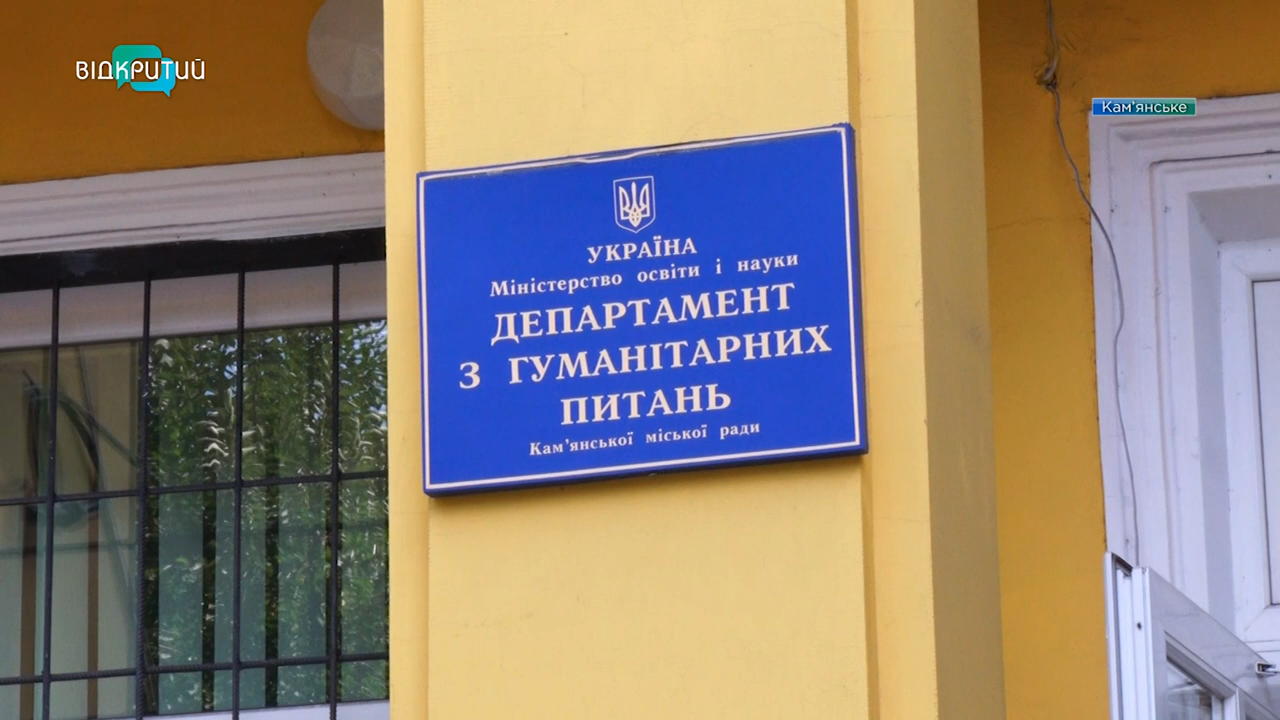 ВІДКРИТИЙ
Кам'янське
УКРАЇНА
Міністерство освіти і науки
ДЕПАРТАМЕНТ
З ГУМАНІТАРНИХ
ПИТАНЬ
Кам'янської міської ради